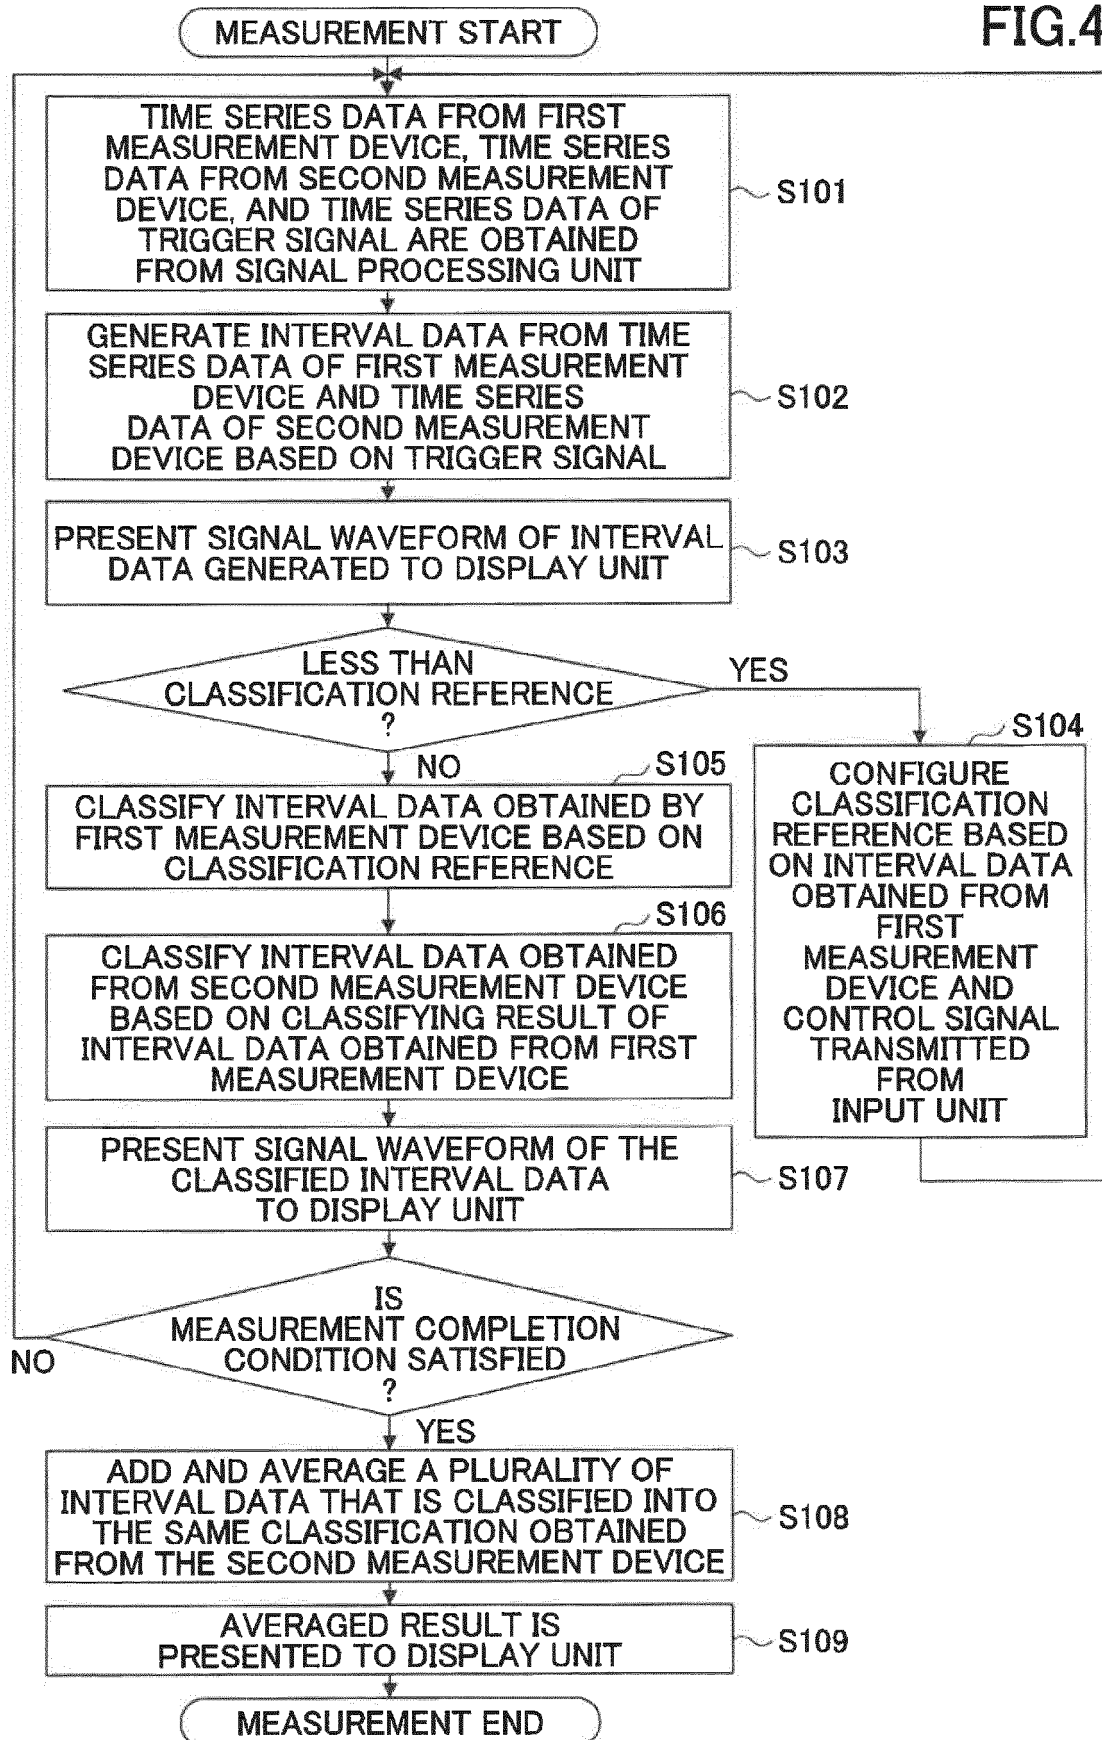 FIG.4
MEASUREMENT START
TIME SERIES DATA FROM FIRST
MEASUREMENT DEVICE, TIME SERIES
DATA FROM SECOND MEASUREMENT
DEVICE, AND TIME SERIES DATA OF
TRIGGER SIGNAL ARE OBTAINED
FROM SIGNAL PROCESSING UNIT
S101
GENERATE INTERVAL DATA FROM TIME
SERIES DATA OF FIRST MEASUREMENT
DEVICE AND TIME SERIES
DATA OF SECOND MEASUREMENT
DEVICE BASED ON TRIGGER SIGNAL
S102
PRESENT SIGNAL WAVEFORM OF INTERVAL
DATA GENERATED TO DISPLAY UNIT
S103
LESS THAN
CLASSIFICATION REFERENCE
?
YES
NO
S104
CONFIGURE
CLASSIFICATION
REFERENCE BASED
ON INTERVAL DATA
OBTAINED FROM
FIRST
MEASUREMENT
DEVICE AND
CONTROL SIGNAL
TRANSMITTED
FROM
INPUT UNIT
S105
CLASSIFY INTERVAL DATA OBTAINED BY
FIRST MEASUREMENT DEVICE BASED ON
CLASSIFICATION REFERENCE
S106
CLASSIFY INTERVAL DATA OBTAINED
FROM SECOND MEASUREMENT DEVICE
BASED ON CLASSIFYING RESULT OF
INTERVAL DATA OBTAINED FROM FIRST
MEASUREMENT DEVICE
PRESENT SIGNAL WAVEFORM OF THE
CLASSIFIED INTERVAL DATA
TO DISPLAY UNIT
S107
IS
MEASUREMENT COMPLETION
CONDITION SATISFIED
?
NO
YES
ADD AND AVERAGE A PLURALITY OF
INTERVAL DATA THAT IS CLASSIFIED INTO
THE SAME CLASSIFICATION OBTAINED
FROM THE SECOND MEASUREMENT DEVICE
S108
AVERAGED RESULT IS
PRESENTED TO DISPLAY UNIT
S109
MEASUREMENT END